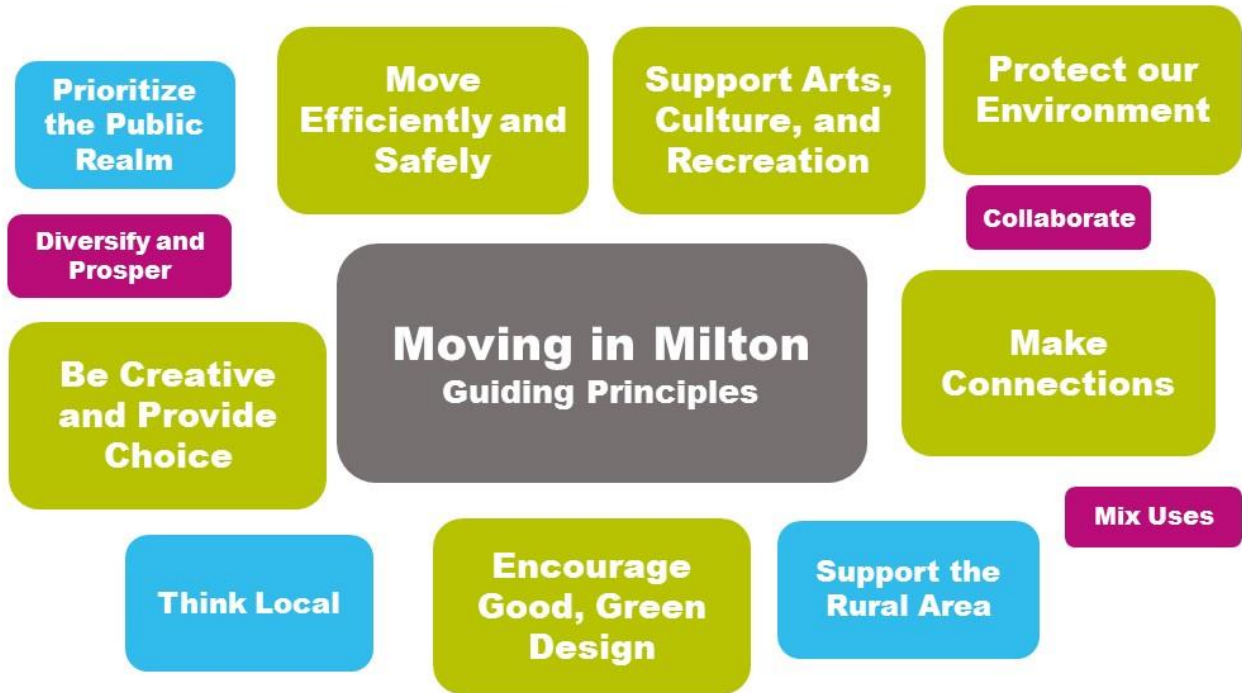 Prioritize
the Public
Realm
Move
Efficiently and
Safely
Support Arts,
Culture, and
Recreation
Protect our
Environment
Diversify and
Prosper
Collaborate
Moving in Milton
Guiding Principles
Be Creative
and Provide
Choice
Make
Connections
Mix Uses
Think Local
Encourage
Good, Green
Design
Support the
Rural Area